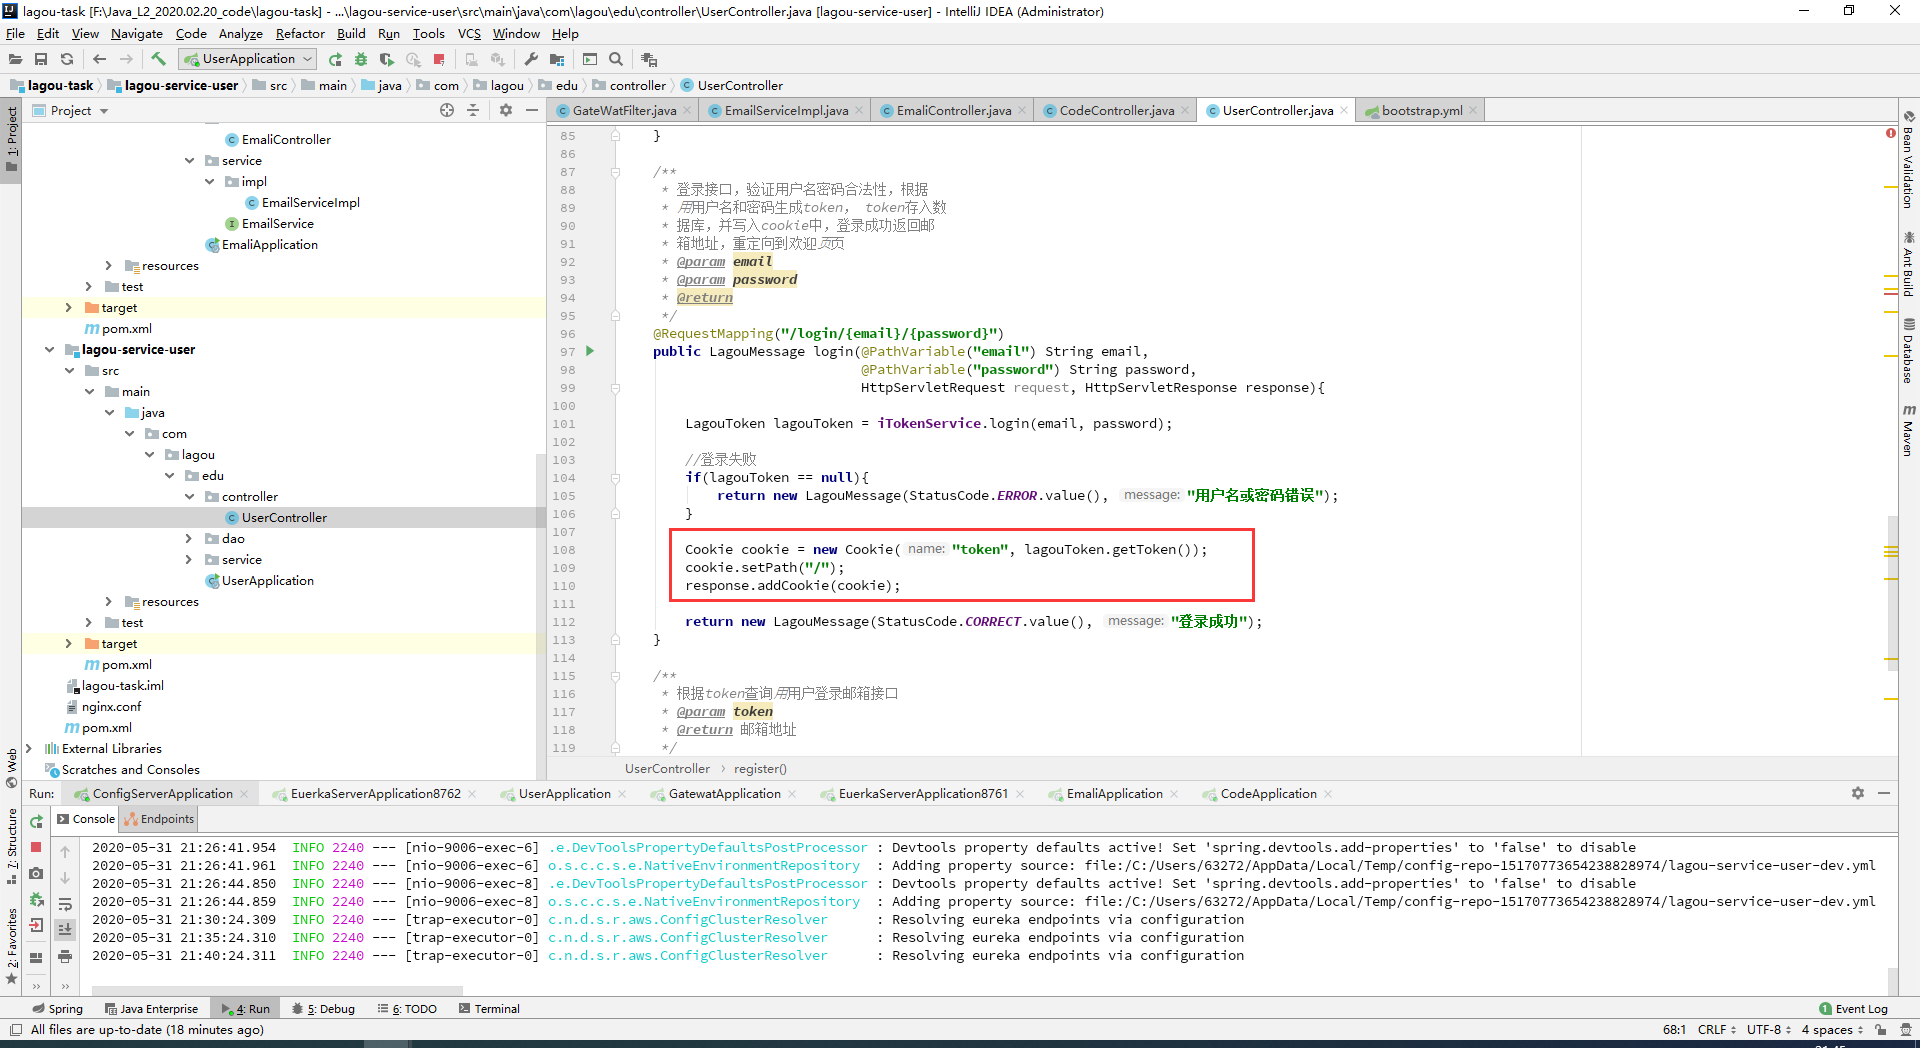 lagou-task [F:\Java_L2_2020.02.20_code\lagou-task] - ...\lagou-service-user\src\main\java\com\lagou\edu\controller\UserController.java [lagou-service-user] - IntelliJ IDEA (Administrator)
File Edit View Navigate Code Analyze Refactor Build Run Tools VCS Window Help
UserApplication
lagou-task lagou-service-user src main java com lagou edu controller UserController
1: Project
Project
GateWatFilter.java EmailServiceImpl.java EmaliController.java CodeController.java UserController.java bootstrap.yml
EmaliController
service
impl
EmailServiceImpl
EmailService
EmaliApplication
resources
test
target
pom.xml
lagou-service-user
src
main
java
com
lagou
edu
controller
UserController
dao
service
UserApplication
resources
test
target
pom.xml
lagou-task.iml
nginx.conf
pom.xml
External Libraries
Scratches and Consoles
85 }
86
87 /**
88 * 登录接口，验证用户名密码合法性，根据
89 * ⽤用户名和密码生成token， token存入数
90 * 据库，并写入cookie中，登录成功返回邮
91 * 箱地址，重定向到欢迎⻚页
92 * @param email
93 * @param password
94 * @return
95 */
96 @RequestMapping("/login/{email}/{password}")
97 public LagouMessage login(@PathVariable("email") String email,
98 @PathVariable("password") String password,
99 HttpServletRequest request, HttpServletResponse response){
100
101 LagouToken lagouToken = iTokenService.login(email, password);
102
103 //登录失败
104 if(lagouToken == null){
105 return new LagouMessage(StatusCode.ERROR.value(), message: "用户名或密码错误");
106 }
107
108 Cookie cookie = new Cookie( name: "token", lagouToken.getToken());
109 cookie.setPath("/");
110 response.addCookie(cookie);
111
112 return new LagouMessage(StatusCode.CORRECT.value(), message: "登录成功");
113 }
114
115 /**
116 * 根据token查询⽤用户登录邮箱接口
117 * @param token
118 * @return 邮箱地址
119 */
UserController › register()
Bean Validation
Ant Build
Database
Maven
Web
7: Structure
2: Favorites
Run: ConfigServerApplication EuerkaServerApplication8762 UserApplication GatewatApplication EuerkaServerApplication8761 EmaliApplication CodeApplication
Console Endpoints
2020-05-31 21:26:41.954 INFO 2240 --- [nio-9006-exec-6] .e.DevToolsPropertyDefaultsPostProcessor : Devtools property defaults active! Set 'spring.devtools.add-properties' to 'false' to disable
2020-05-31 21:26:41.961 INFO 2240 --- [nio-9006-exec-6] o.s.c.c.s.e.NativeEnvironmentRepository : Adding property source: file:/C:/Users/63272/AppData/Local/Temp/config-repo-15170773654238828974/lagou-service-user-dev.yml
2020-05-31 21:26:44.850 INFO 2240 --- [nio-9006-exec-8] .e.DevToolsPropertyDefaultsPostProcessor : Devtools property defaults active! Set 'spring.devtools.add-properties' to 'false' to disable
2020-05-31 21:26:44.859 INFO 2240 --- [nio-9006-exec-8] o.s.c.c.s.e.NativeEnvironmentRepository : Adding property source: file:/C:/Users/63272/AppData/Local/Temp/config-repo-15170773654238828974/lagou-service-user-dev.yml
2020-05-31 21:30:24.309 INFO 2240 --- [trap-executor-0] c.n.d.s.r.aws.ConfigClusterResolver : Resolving eureka endpoints via configuration
2020-05-31 21:35:24.310 INFO 2240 --- [trap-executor-0] c.n.d.s.r.aws.ConfigClusterResolver : Resolving eureka endpoints via configuration
2020-05-31 21:40:24.311 INFO 2240 --- [trap-executor-0] c.n.d.s.r.aws.ConfigClusterResolver : Resolving eureka endpoints via configuration
Spring Java Enterprise 4: Run 5: Debug 6: TODO Terminal 1 Event Log
All files are up-to-date (18 minutes ago) 68:1 CRLF UTF-8 4 spaces